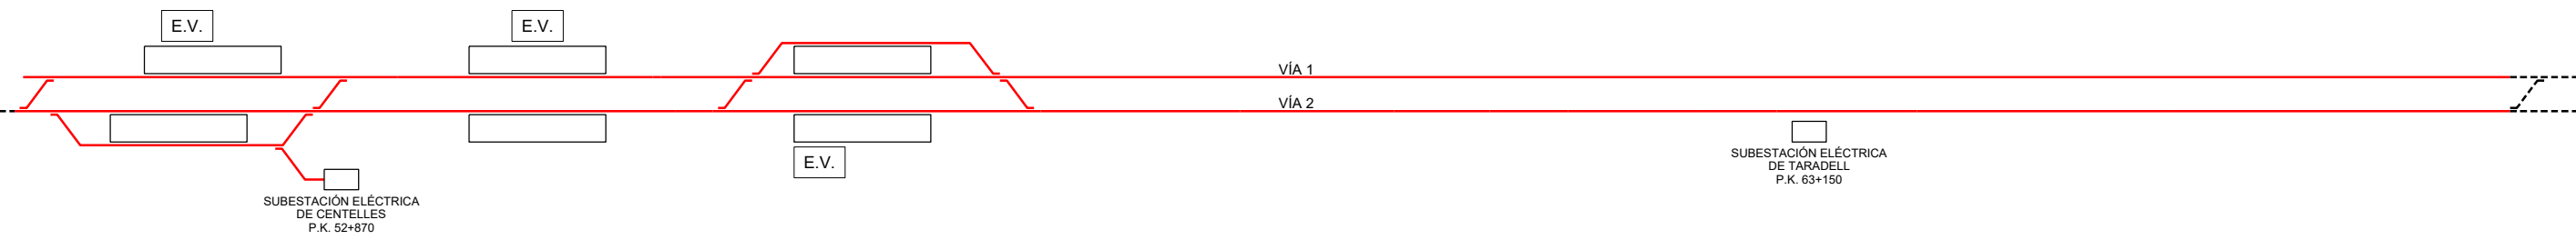 E.V.
E.V.
VÍA 1
VÍA 2
E.V.
SUBESTACIÓN ELÉCTRICA
DE TARADELL
P.K. 63+150
SUBESTACIÓN ELÉCTRICA
DE CENTELLES
P.K. 52+870